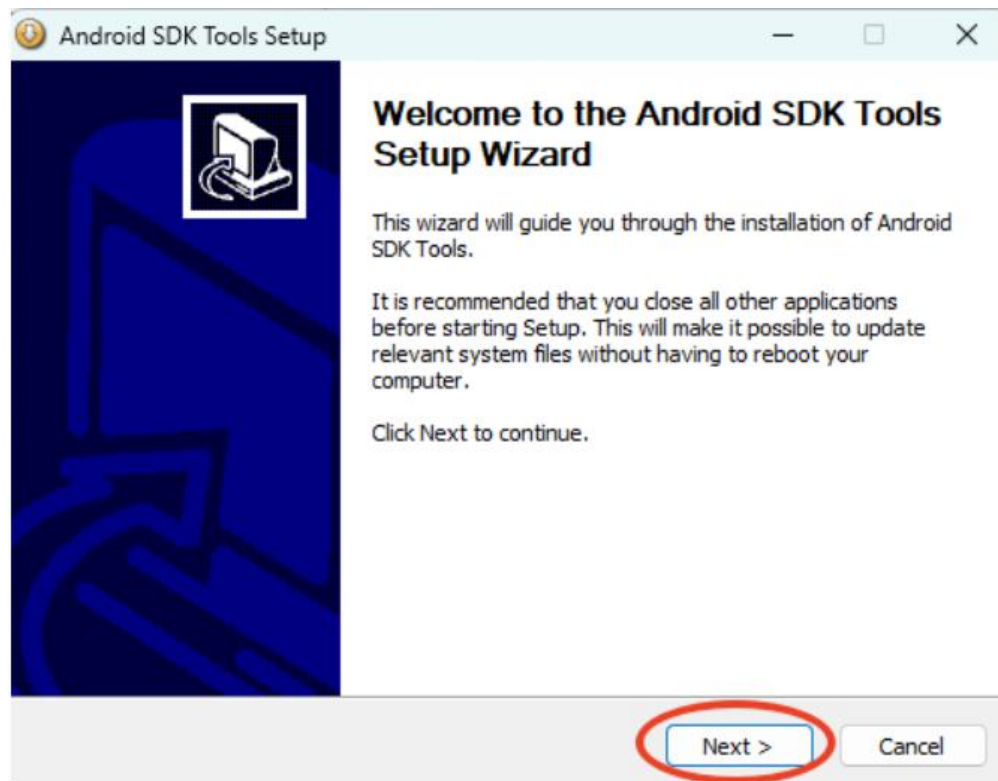 Android SDK Tools Setup
Welcome to the Android SDK Tools
Setup Wizard
This wizard will guide you through the installation of Android
SDK Tools.
It is recommended that you close all other applications
before starting Setup. This will make it possible to update
relevant system files without having to reboot your
computer.
Click Next to continue.
Next >
Cancel